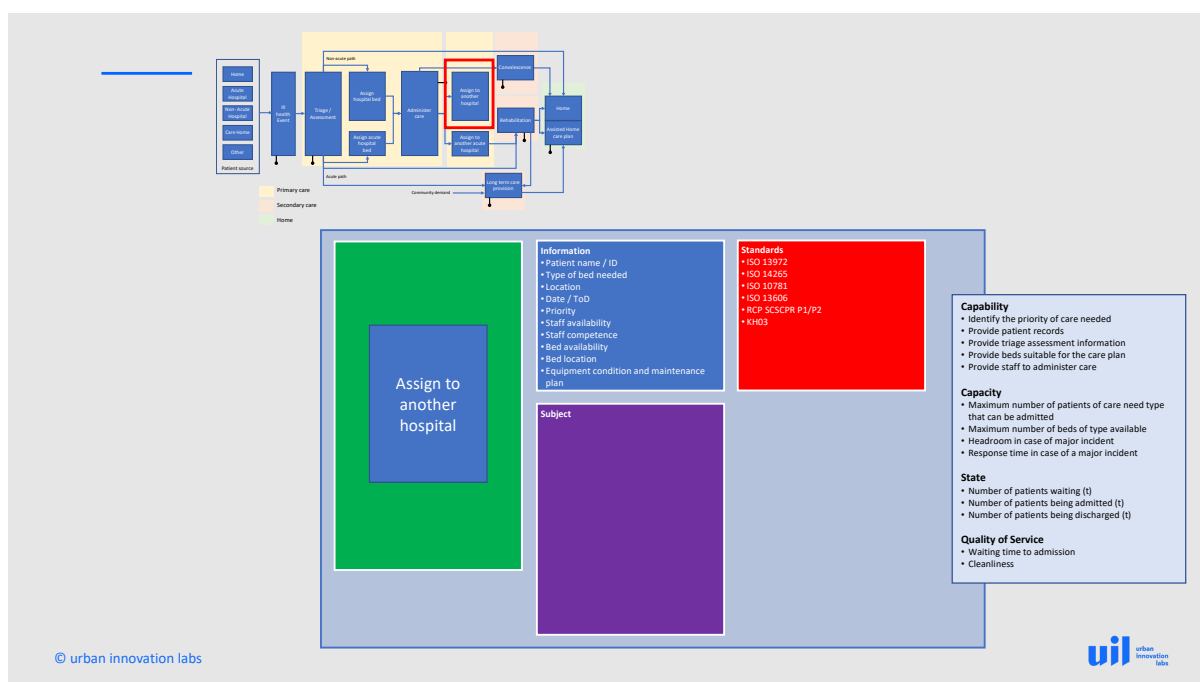 Non-acute path
Home
Acute
Hospital
Non- Acute
Hospital
Care Home
Other
Patient source
Ill
health
Event
Triage /
Assessment
Assign
hospital bed
Assign acute
hospital
bed
Administer
care
Assign to
another
hospital
Assign to
another acute
hospital
Convalescence
Rehabilitation
Home
Assisted Home
care plan
Acute path
Long term care
provision
Community demand
Primary care
Secondary care
Home
Assign to
another
hospital
Information
• Patient name / ID
• Type of bed needed
• Location
• Date / ToD
• Priority
• Staff availability
• Staff competence
• Bed availability
• Bed location
• Equipment condition and maintenance
plan
Standards
• ISO 13972
• ISO 14265
• ISO 10781
• ISO 13606
• RCP SCSCPR P1/P2
• KH03
Subject
Capability
• Identify the priority of care needed
• Provide patient records
• Provide triage assessment information
• Provide beds suitable for the care plan
• Provide staff to administer care
Capacity
• Maximum number of patients of care need type
that can be admitted
• Maximum number of beds of type available
• Headroom in case of major incident
• Response time in case of a major incident
State
• Number of patients waiting (t)
• Number of patients being admitted (t)
• Number of patients being discharged (t)
Quality of Service
• Waiting time to admission
• Cleanliness
© urban innovation labs
uil
urban
innovation
labs